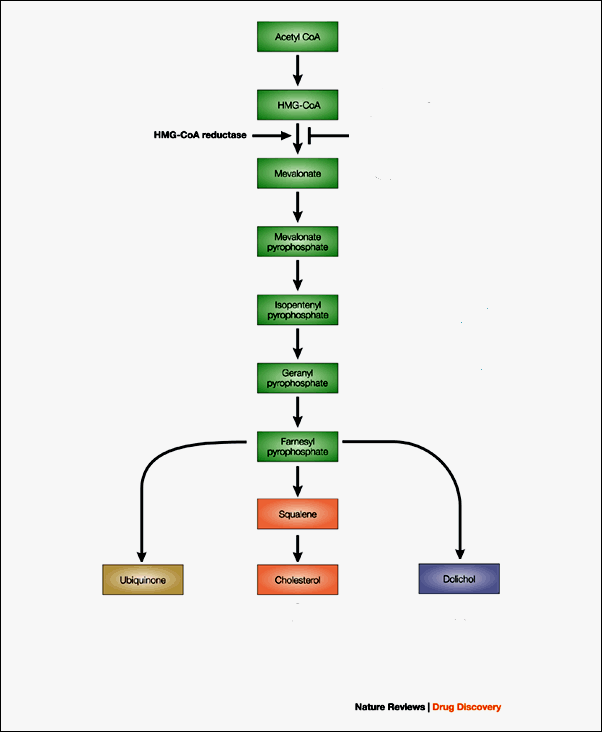 Acetyl CoA
HMG-CoA
HMG-CoA reductase
Mevalonate
Mevalonate
pyrophosphate
Isopentenyl
pyrophosphate
Geranyl
pyrophosphate
Farnesyl
pyrophosphate
Squalene
Ubiquinone
Cholesterol
Dolichol
Nature Reviews | Drug Discovery